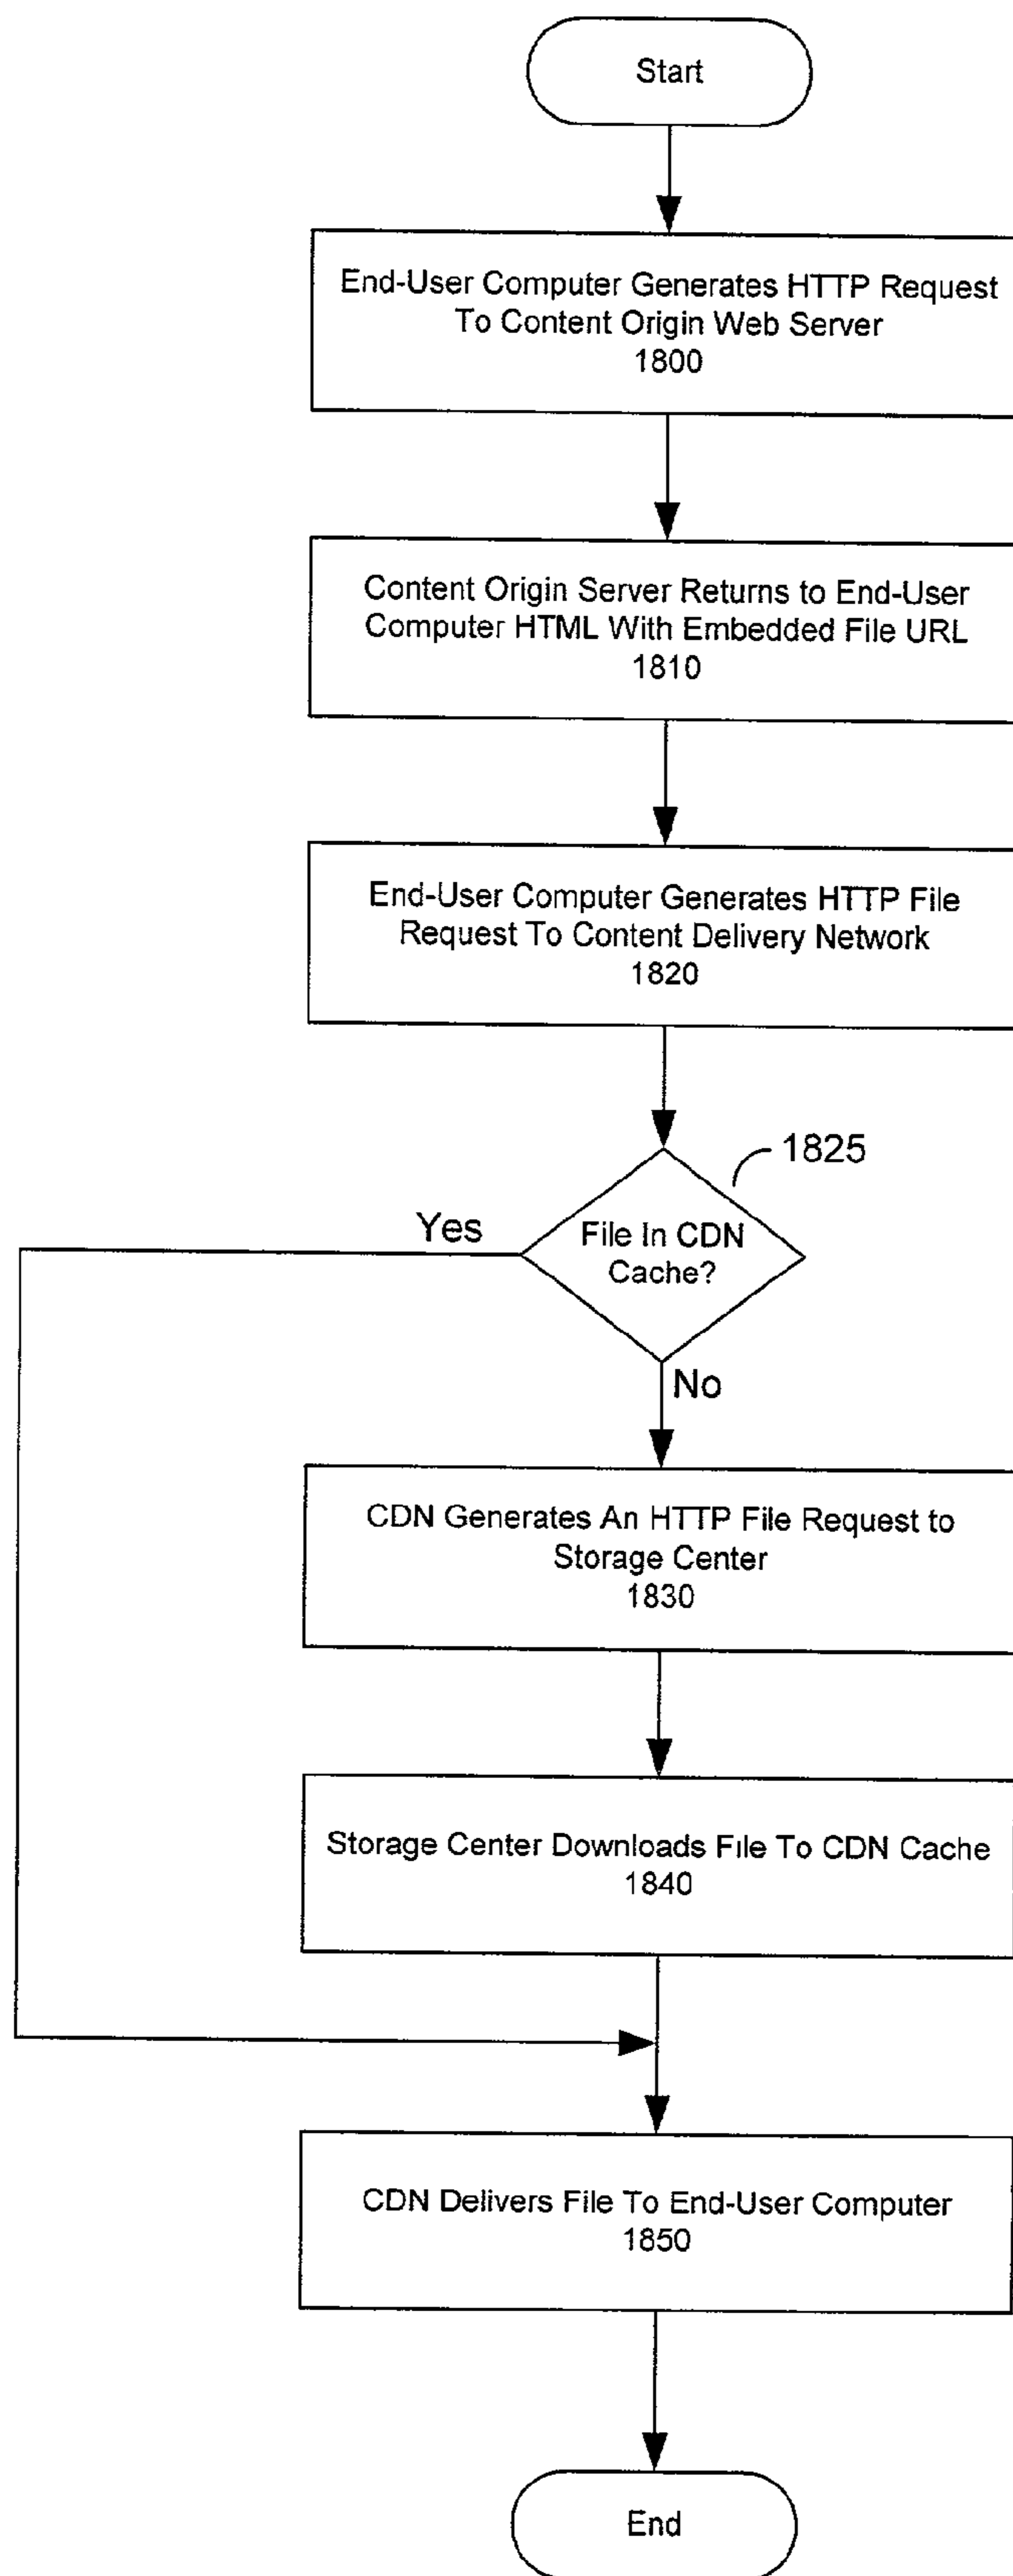 Start
End-User Computer Generates HTTP Request
To Content Origin Web Server
1800
Content Origin Server Returns to End-User
Computer HTML With Embedded File URL
1810
End-User Computer Generates HTTP File
Request To Content Delivery Network
1820
1825
Yes
File In CDN
Cache?
No
CDN Generates An HTTP File Request to
Storage Center
1830
Storage Center Downloads File To CDN Cache
1840
CDN Delivers File To End-User Computer
1850
End